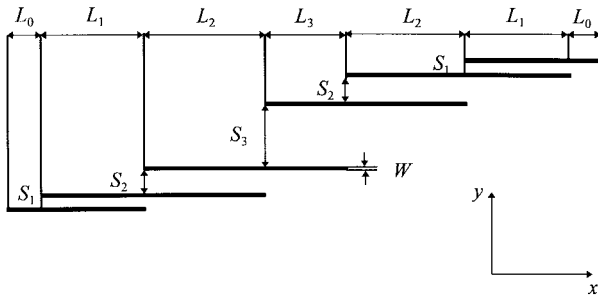 L₀ L₁ L₂ L₃ L₂ L₁ L₀
S₁
S₂
S₃
S₂ W
S₁ y
x